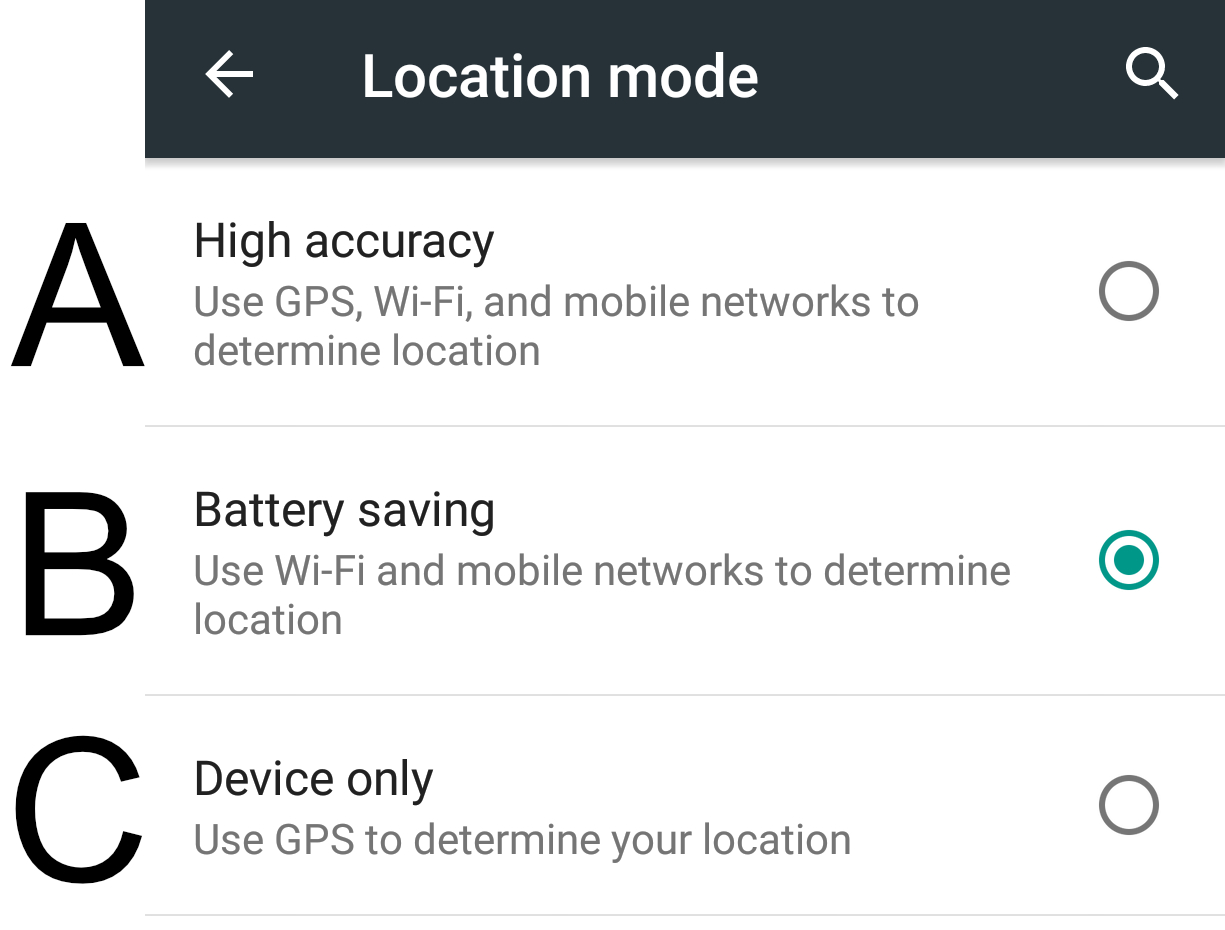 Location mode
A
High accuracy
Use GPS, Wi-Fi, and mobile networks to
determine location
B
Battery saving
Use Wi-Fi and mobile networks to determine
location
C
Device only
Use GPS to determine your location